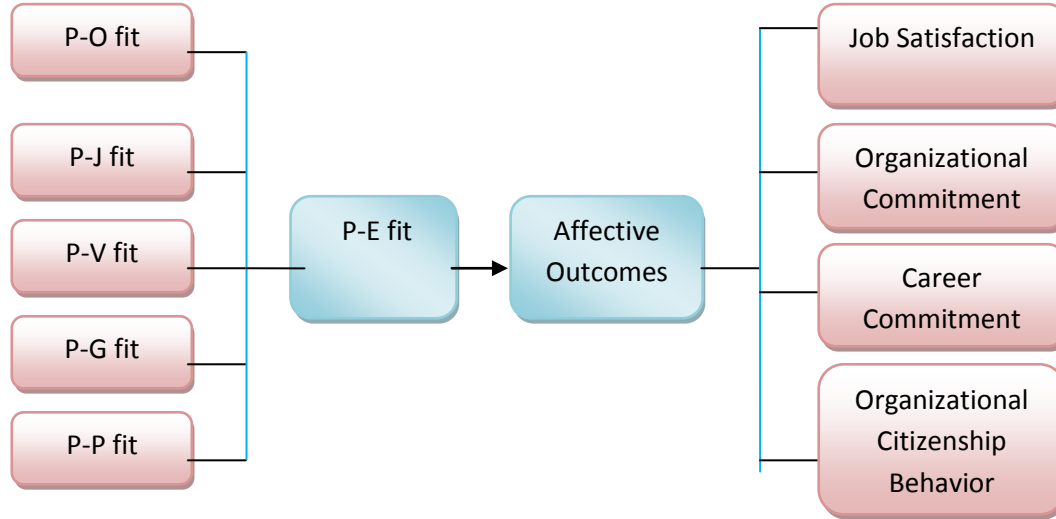 P-O fit
P-J fit
P-V fit
P-G fit
P-P fit
P-E fit
Affective
Outcomes
Job Satisfaction
Organizational
Commitment
Career
Commitment
Organizational
Citizenship
Behavior